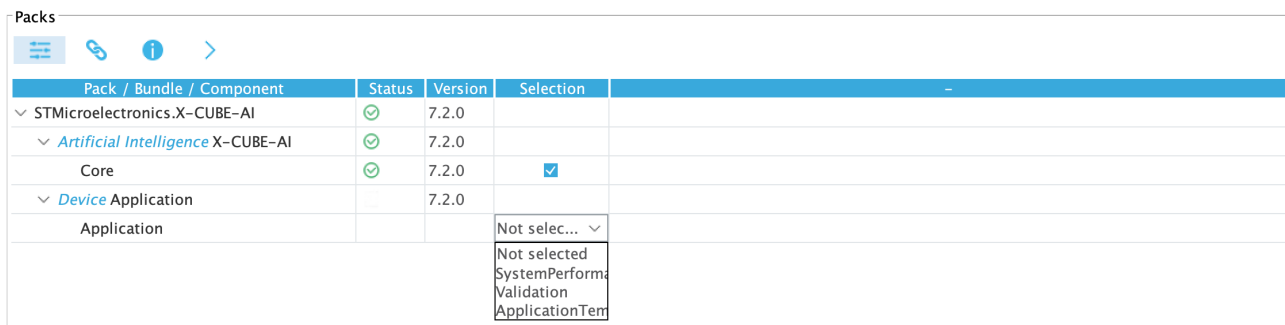 Packs
Pack / Bundle / Component Status Version Selection –
STMicroelectronics.X-CUBE-AI 7.2.0
Artificial Intelligence X-CUBE-AI 7.2.0
Core 7.2.0
Device Application 7.2.0
Application Not selec...
Not selected
SystemPerforma
Validation
ApplicationTem